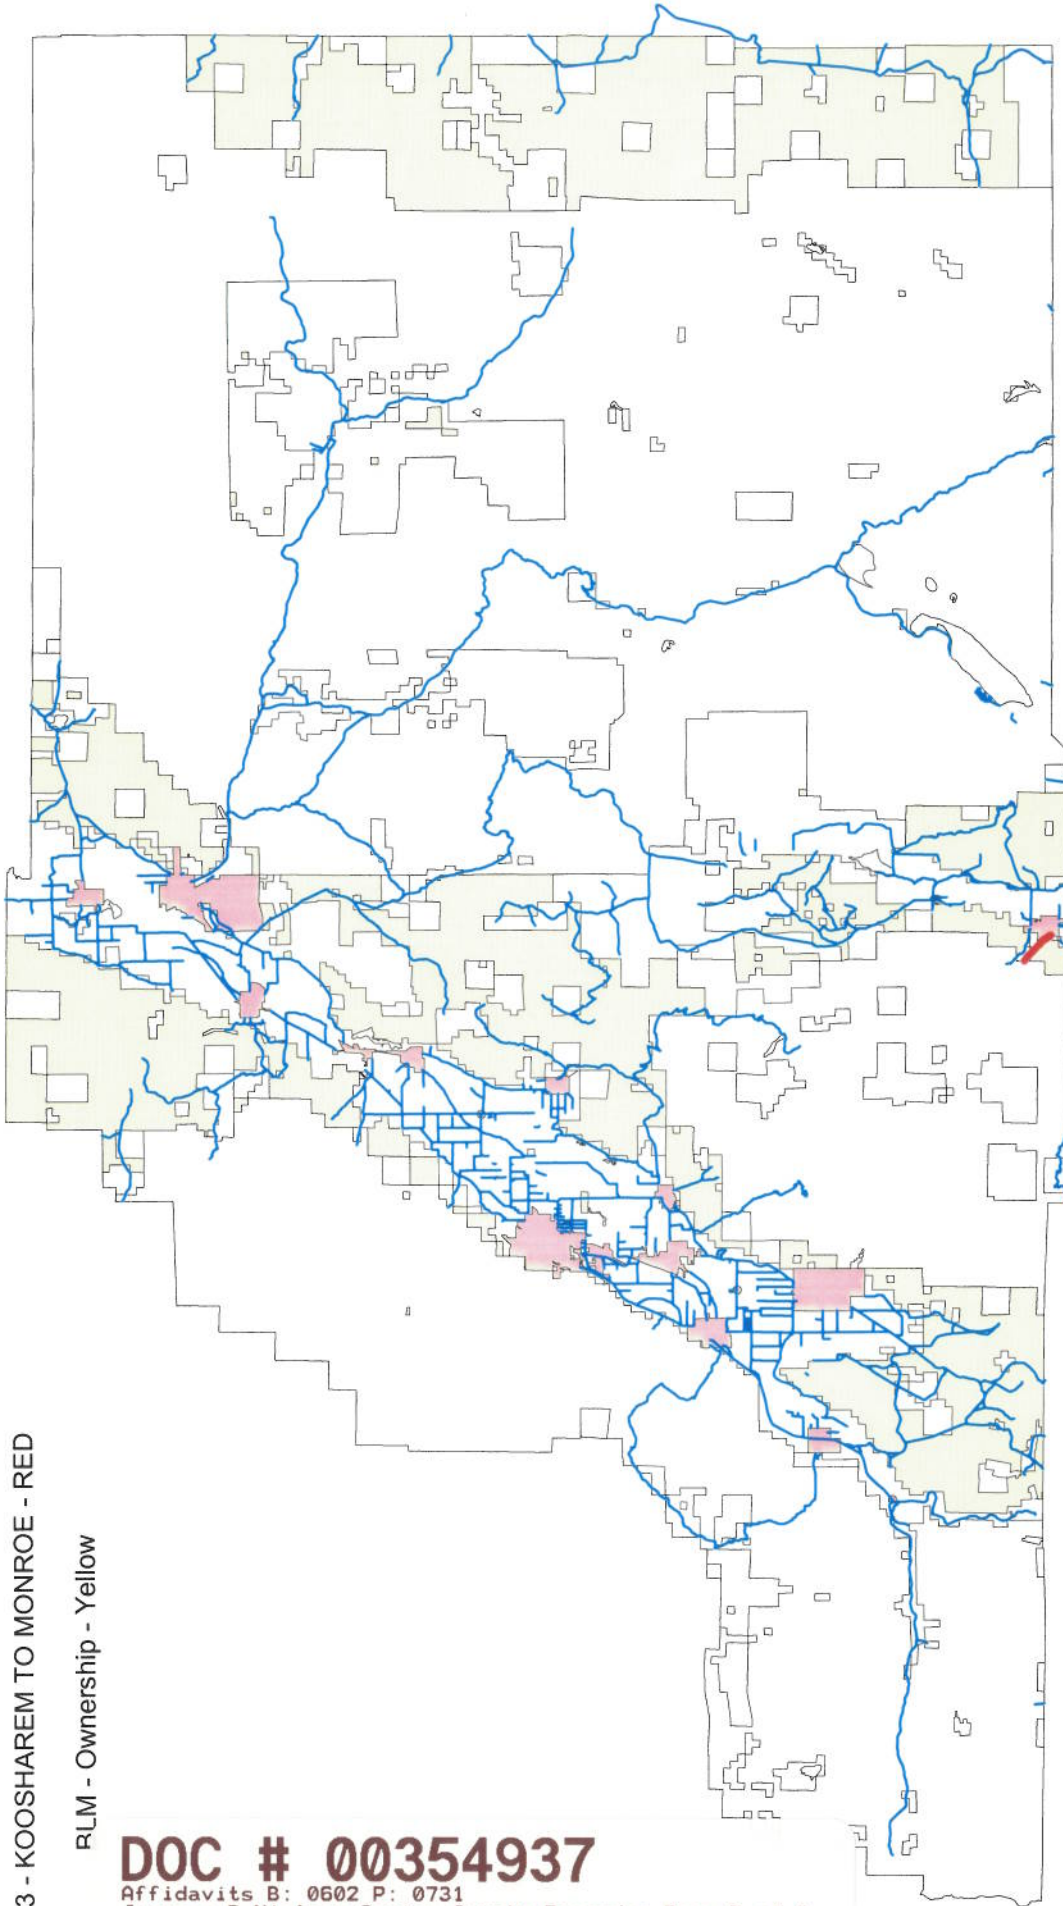 3 - KOOSHAREM TO MONROE - RED
BLM - Ownership - Yellow
DOC # 00354937
Affidavits B: 0602 P: 0731